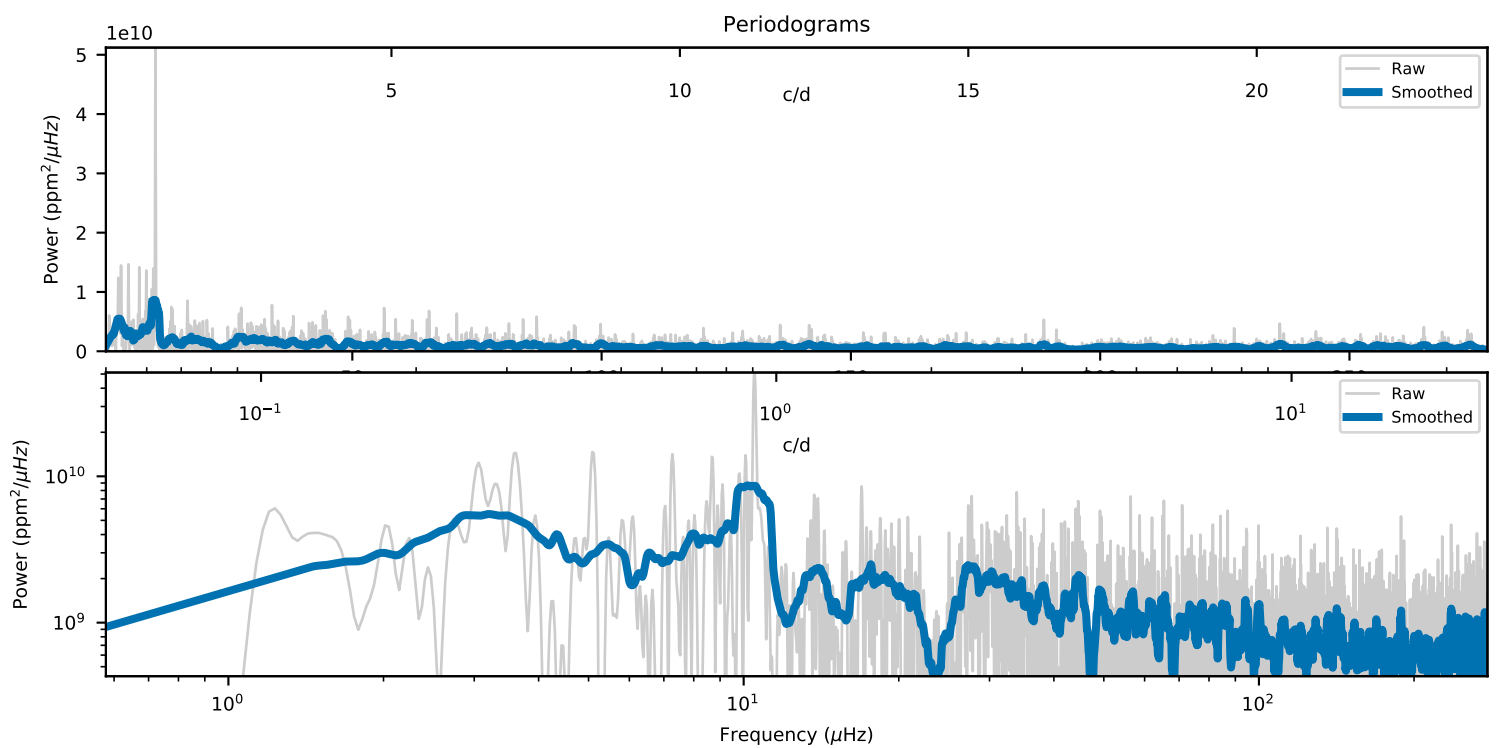 Periodograms
1e10
5
4
3
2
1
0
Power (ppm²/μHz)
5 10 15 20
c/d
Raw
Smoothed
10⁻¹ 10⁰ 10¹
c/d
Raw
Smoothed
10¹⁰
10⁹
Power (ppm²/μHz)
10⁰ 10¹ 10²
Frequency (μHz)